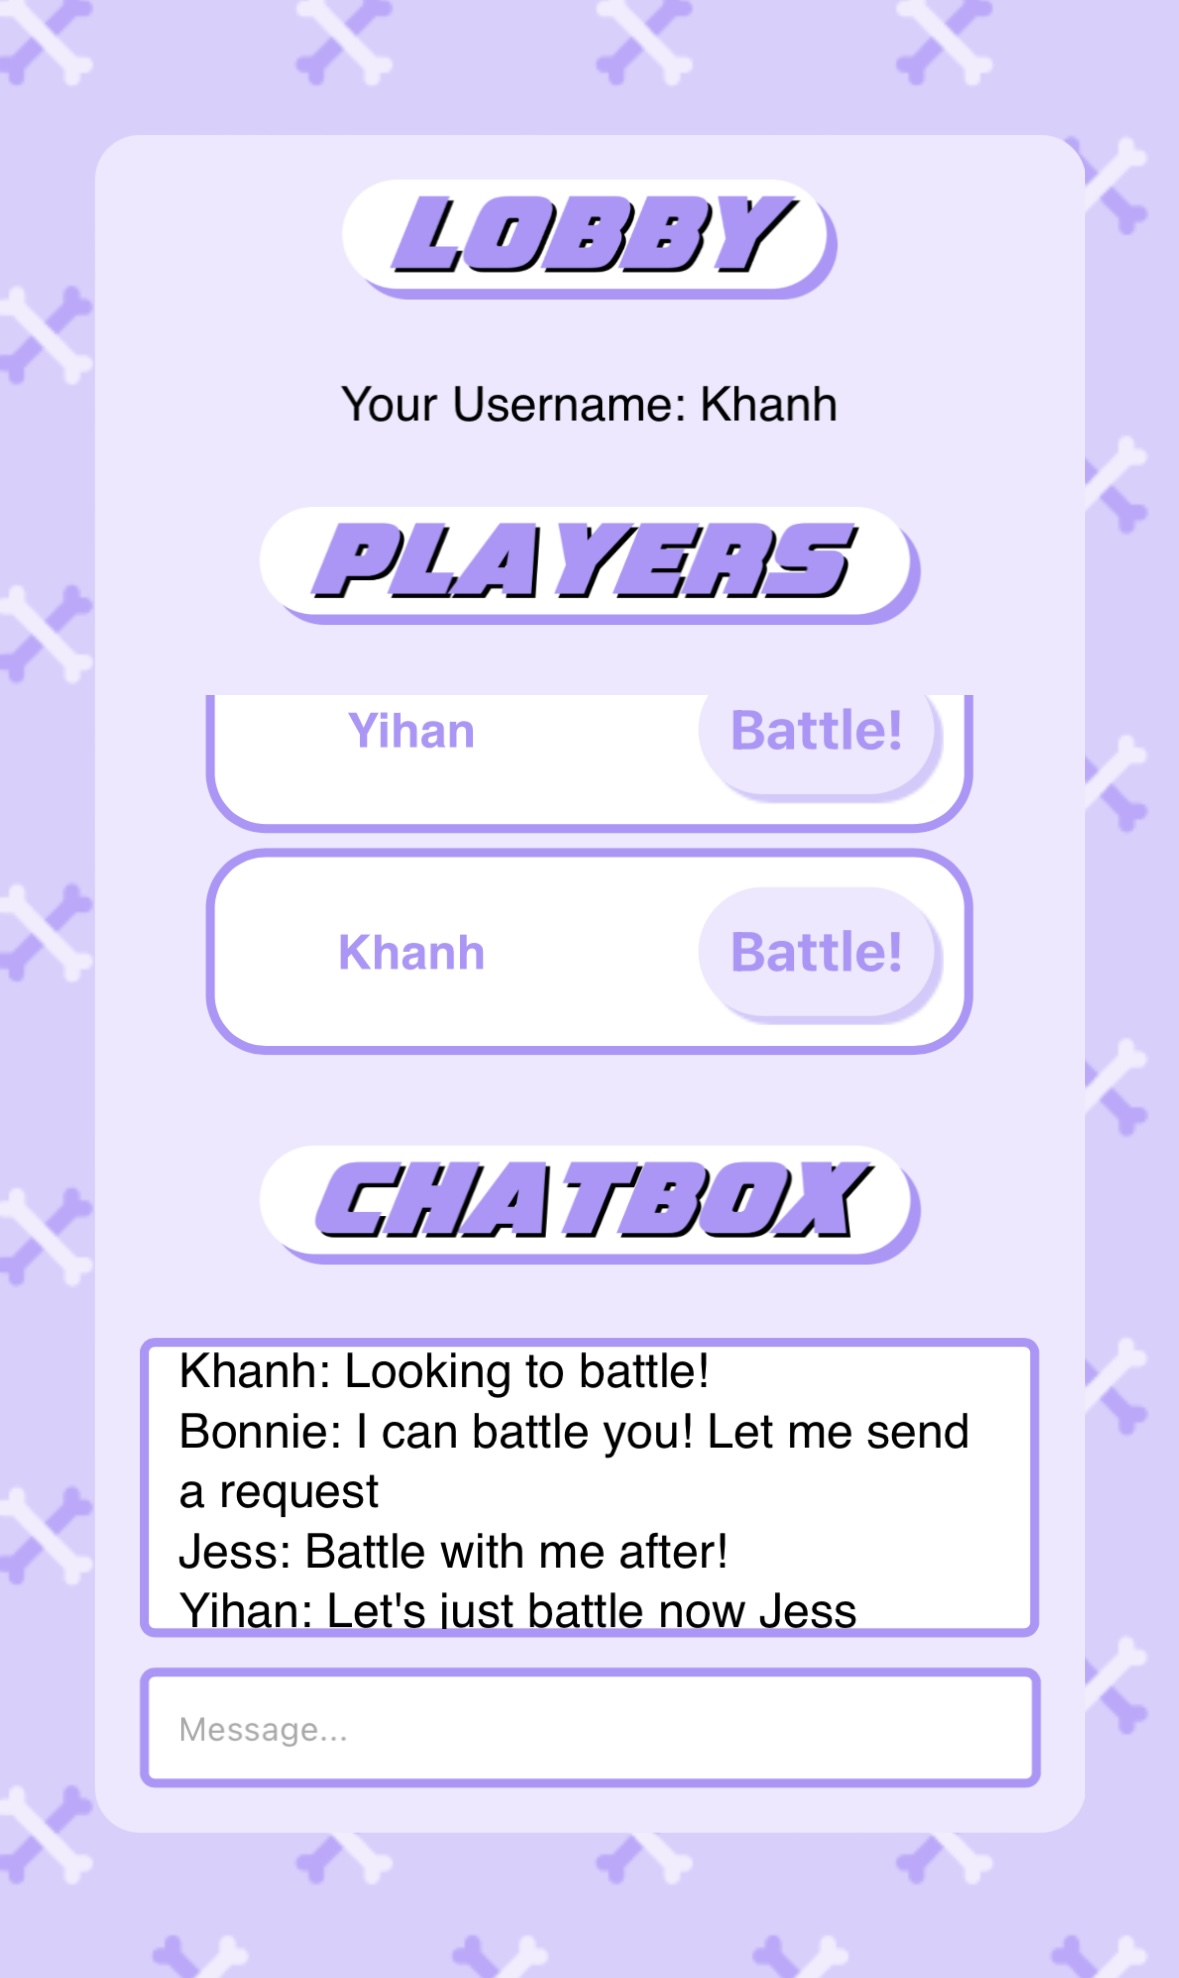 LOBBY
Your Username: Khanh
PLAYERS
Yihan Battle!
Khanh Battle!
CHATBOX
Khanh: Looking to battle!
Bonnie: I can battle you! Let me send
a request
Jess: Battle with me after!
Yihan: Let's just battle now Jess
Message...